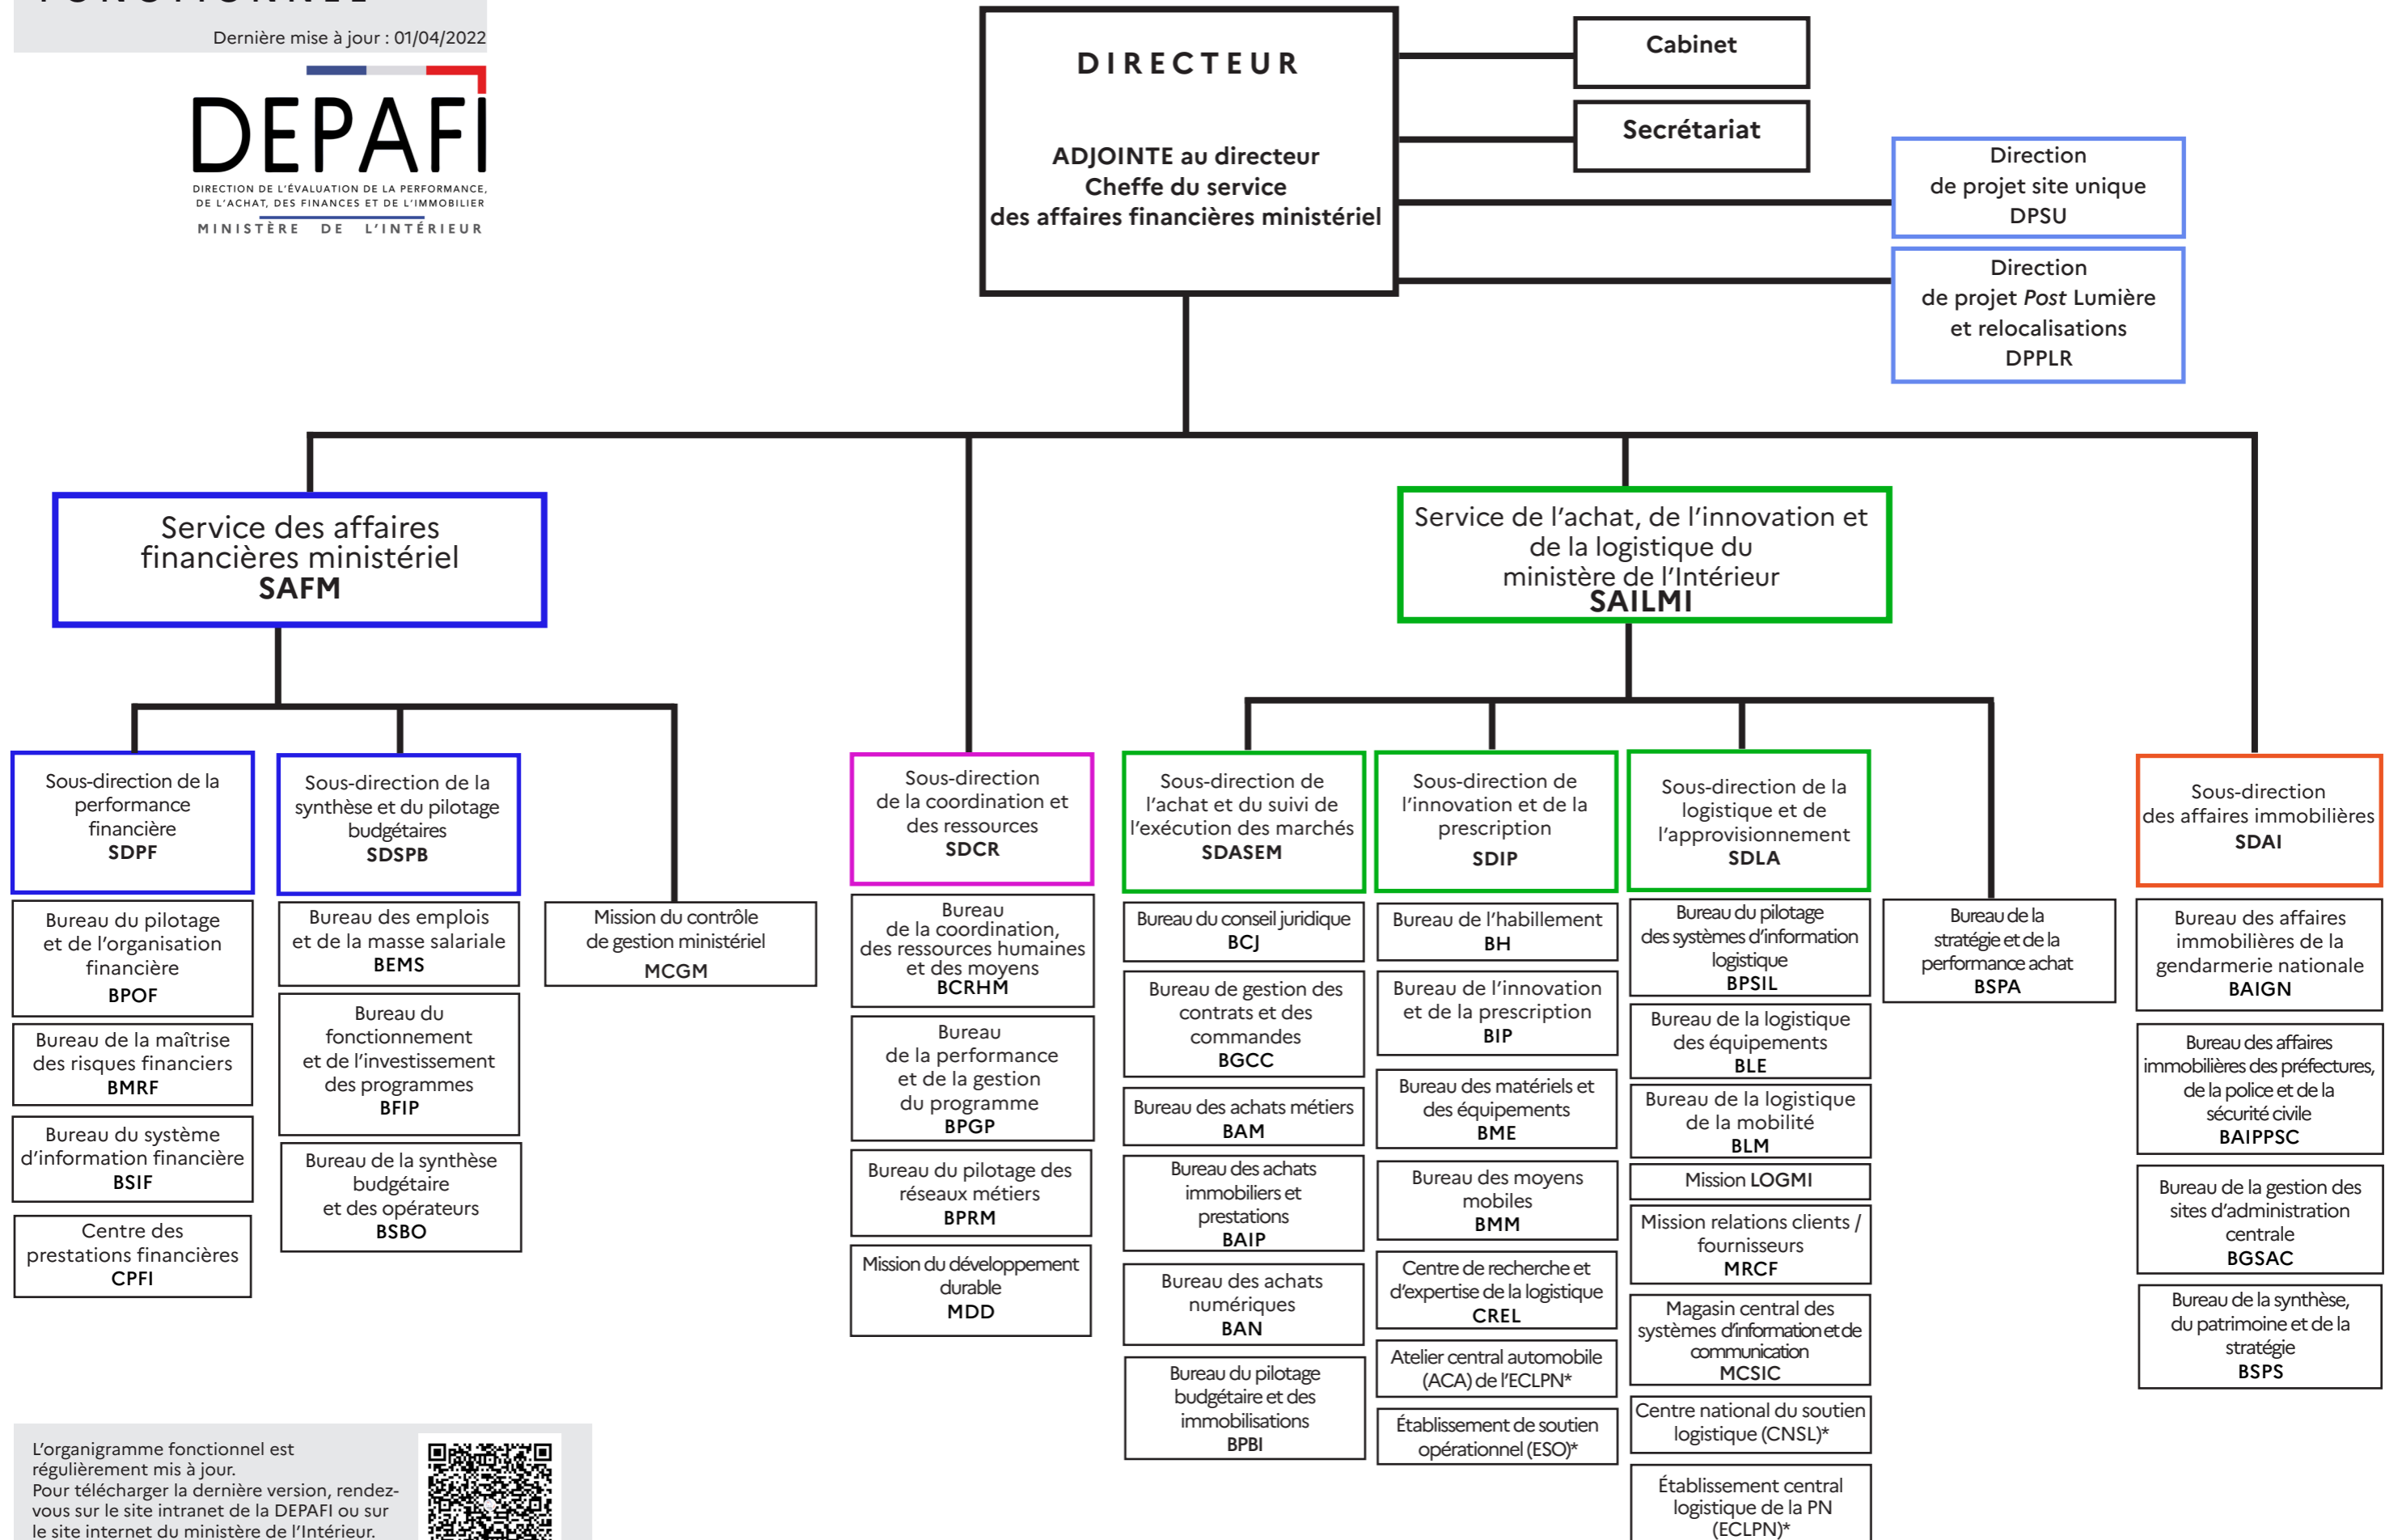 Dernière mise à jour : 01/04/2022
DEPAFI
DIRECTION DE L'ÉVALUATION DE LA PERFORMANCE,
DE L'ACHAT, DES FINANCES ET DE L'IMMOBILIER
MINISTÈRE DE L'INTÉRIEUR
DIRECTEUR
ADJOINTE au directeur
Cheffe du service
des affaires financières ministériel
Cabinet
Secrétariat
Direction
de projet site unique
DPSU
Direction
de projet Post Lumière
et relocalisations
DPPLR
Service des affaires
financières ministériel
SAFM
Service de l'achat, de l'innovation et
de la logistique du
ministère de l'Intérieur
SAILMI
Sous-direction de la
performance
financière
SDPF
Bureau du pilotage
et de l'organisation
financière
BPOF
Bureau de la maîtrise
des risques financiers
BMRF
Bureau du système
d'information financière
BSIF
Centre des
prestations financières
CPFI
Sous-direction de la
synthèse et du pilotage
budgétaires
SDSPB
Bureau des emplois
et de la masse salariale
BEMS
Bureau du
fonctionnement
et de l'investissement
des programmes
BFIP
Bureau de la synthèse
budgétaire
et des opérateurs
BSBO
Mission du contrôle
de gestion ministériel
MCGM
Sous-direction
de la coordination et
des ressources
SDCR
Bureau
de la coordination,
des ressources humaines
et des moyens
BCRHM
Bureau
de la performance
et de la gestion
du programme
BPGP
Bureau du pilotage des
réseaux métiers
BPRM
Mission du développement
durable
MDD
Sous-direction de
l'achat et du suivi de
l'exécution des marchés
SDASEM
Bureau du conseil juridique
BCJ
Bureau de gestion des
contrats et des
commandes
BGCC
Bureau des achats métiers
BAM
Bureau des achats
immobiliers et
prestations
BAIP
Bureau des achats
numériques
BAN
Bureau du pilotage
budgétaire et des
immobilisations
BPBI
Sous-direction de
l'innovation et de la
prescription
SDIP
Bureau de l'habillement
BH
Bureau de l'innovation
et de la prescription
BIP
Bureau des matériels et
des équipements
BME
Bureau des moyens
mobiles
BMM
Centre de recherche et
d'expertise de la logistique
CREL
Atelier central automobile
(ACA) de l'ECLPN*
Établissement de soutien
opérationnel (ESO)*
Sous-direction de la
logistique et de
l'approvisionnement
SDLA
Bureau du pilotage
des systèmes d'information
logistique
BPSIL
Bureau de la logistique
des équipements
BLE
Bureau de la logistique
de la mobilité
BLM
Mission LOGMI
Mission relations clients /
fournisseurs
MRCF
Magasin central des
systèmes d'information et de
communication
MCSIC
Centre national du soutien
logistique (CNSL)*
Établissement central
logistique de la PN
(ECLPN)*
Bureau de la
stratégie et de la
performance achat
BSPA
Sous-direction
des affaires immobilières
SDAI
Bureau des affaires
immobilières de la
gendarmerie nationale
BAIGN
Bureau des affaires
immobilières des préfectures,
de la police et de la
sécurité civile
BAIPPSC
Bureau de la gestion des
sites d'administration
centrale
BGSAC
Bureau de la synthèse,
du patrimoine et de la
stratégie
BSPS
L'organigramme fonctionnel est
régulièrement mis à jour.
Pour télécharger la dernière version, rendez-
vous sur le site intranet de la DEPAFI ou sur
le site internet du ministère de l'Intérieur.